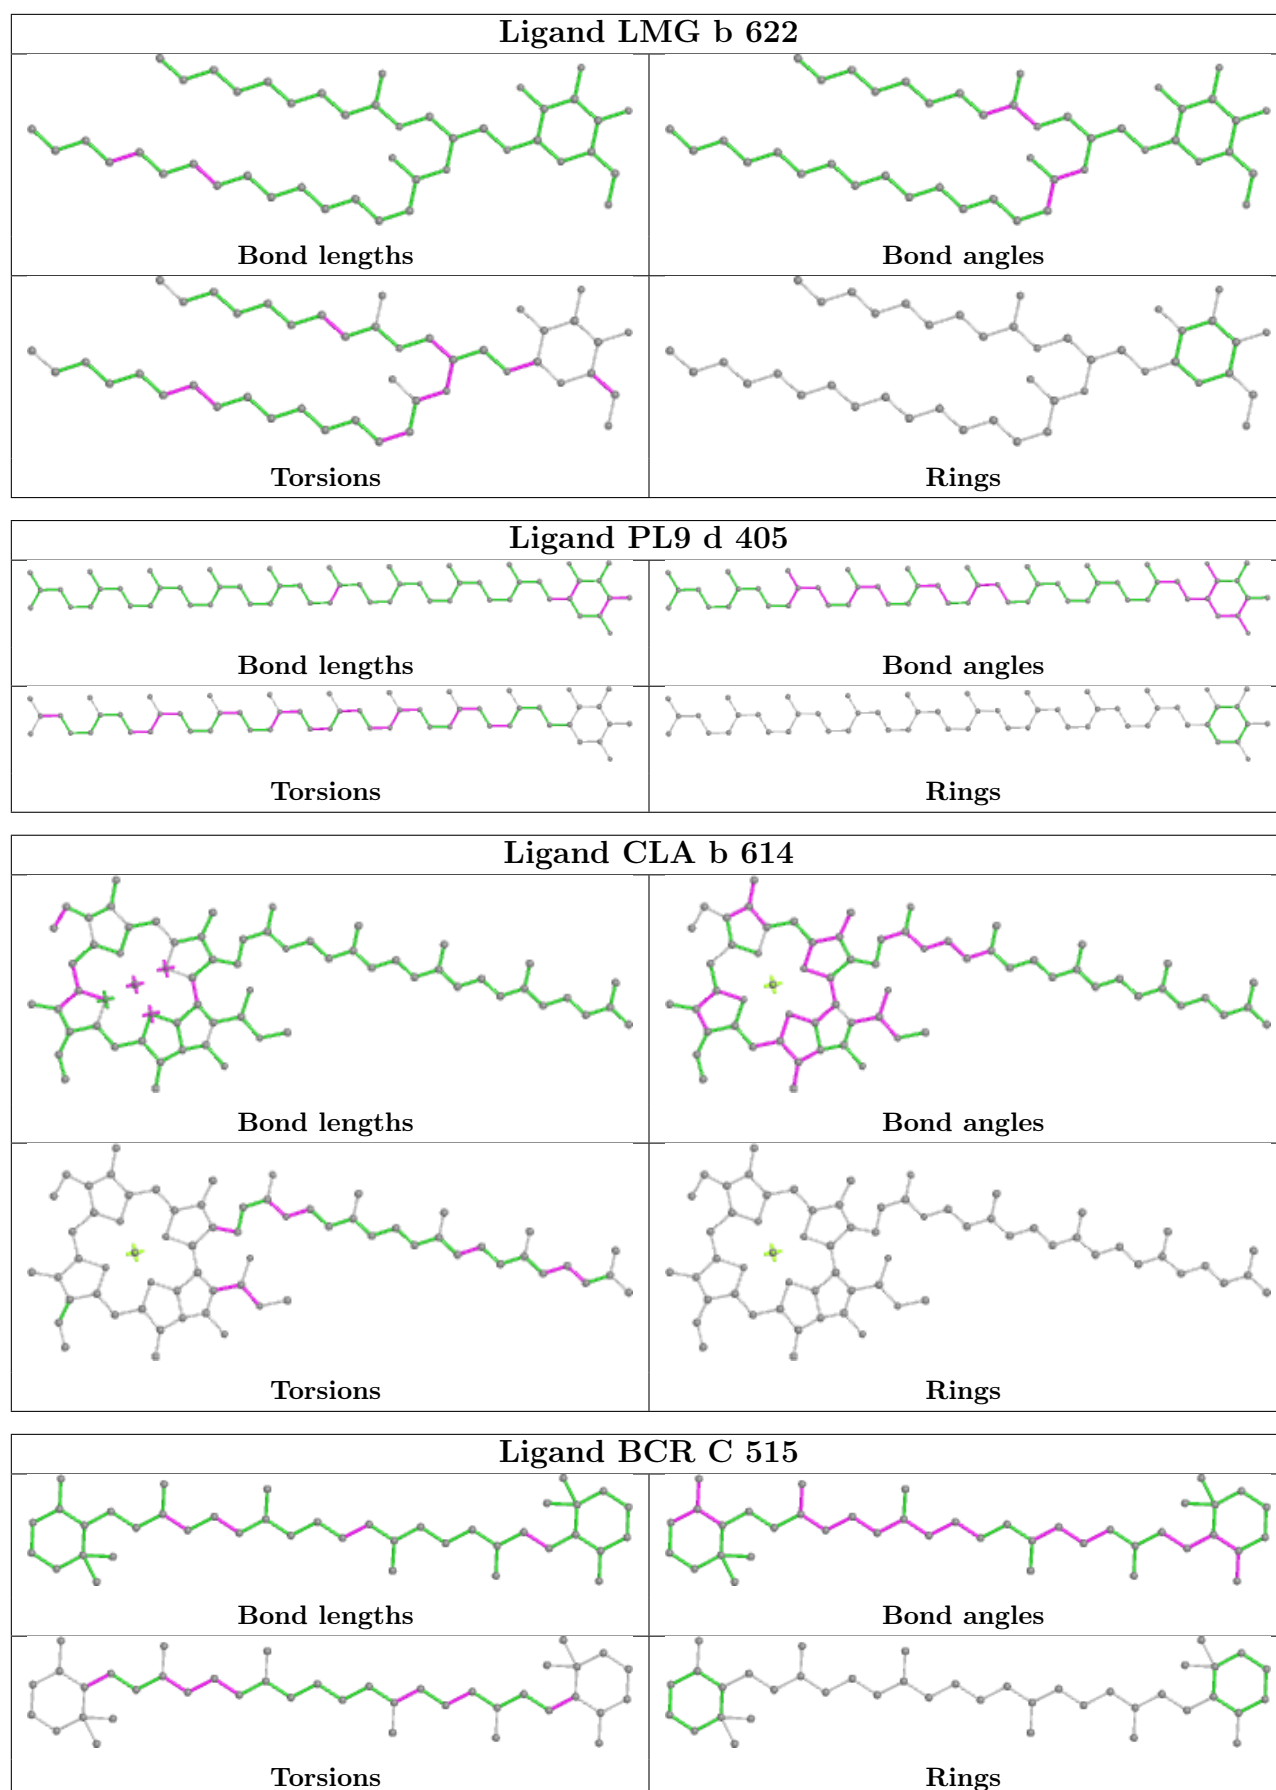 Ligand LMG b 622
Bond lengths Bond angles
Torsions Rings
Ligand PL9 d 405
Bond lengths Bond angles
Torsions Rings
Ligand CLA b 614
Bond lengths Bond angles
Torsions Rings
Ligand BCR C 515
Bond lengths Bond angles
Torsions Rings